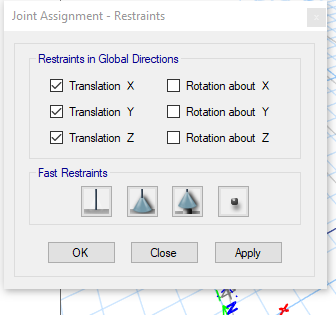 Joint Assignment - Restraints
Restraints in Global Directions
Translation X Rotation about X
Translation Y Rotation about Y
Translation Z Rotation about Z
Fast Restraints
OK Close Apply